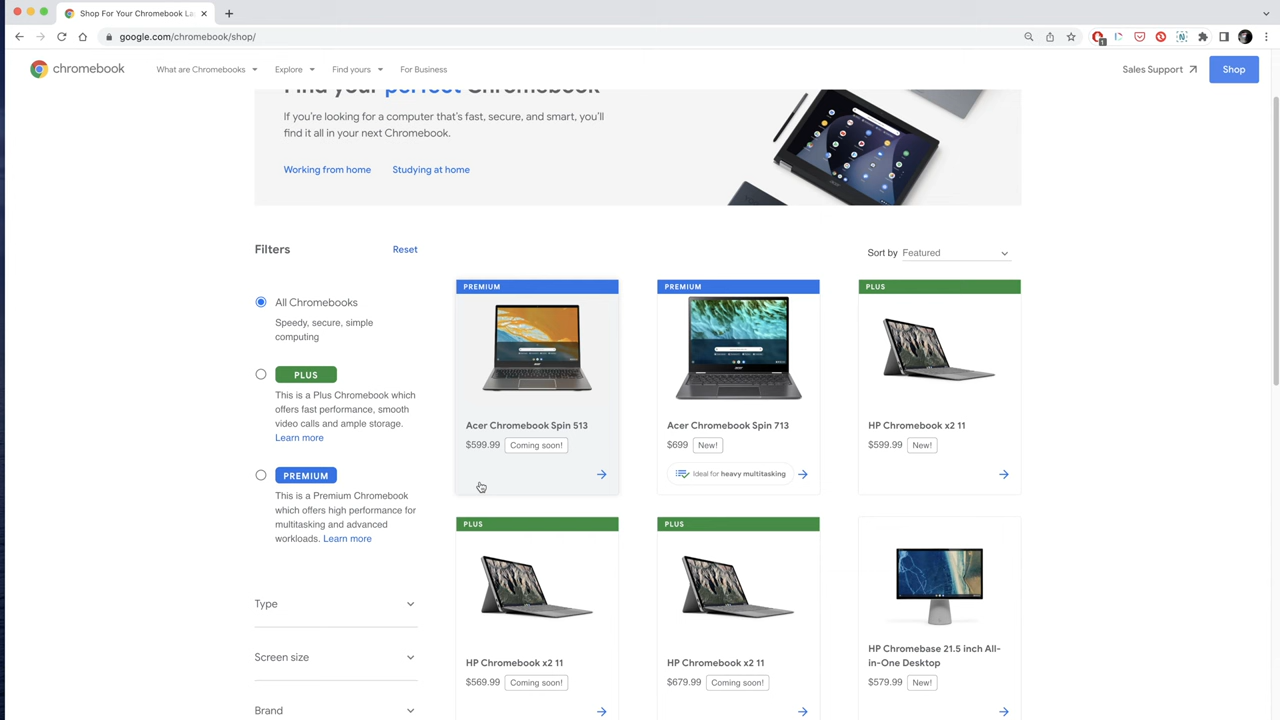 Shop For Your Chromebook La
google.com/chromebook/shop/
1
chromebook
What are Chromebooks
Explore
Find yours
For Business
Sales Support
Shop
Find your perfect Chromebook
If you're looking for a computer that's fast, secure, and smart, you'll
find it all in your next Chromebook.
Working from home
Studying at home
Filters
Reset
Sort by Featured
All Chromebooks
Speedy, secure, simple
computing
PLUS
This is a Plus Chromebook which
offers fast performance, smooth
video calls and ample storage.
Learn more
PREMIUM
This is a Premium Chromebook
which offers high performance for
multitasking and advanced
workloads. Learn more
Type
Screen size
Brand
PREMIUM
acer
Acer Chromebook Spin 513
$599.99 Coming soon!
PREMIUM
acer
Acer Chromebook Spin 713
$699 New!
Ideal for heavy multitasking
PLUS
HP Chromebook x2 11
$599.99 New!
PLUS
HP Chromebook x2 11
$569.99 Coming soon!
PLUS
HP Chromebook x2 11
$679.99 Coming soon!
HP Chromebase 21.5 inch All-
in-One Desktop
$579.99 New!